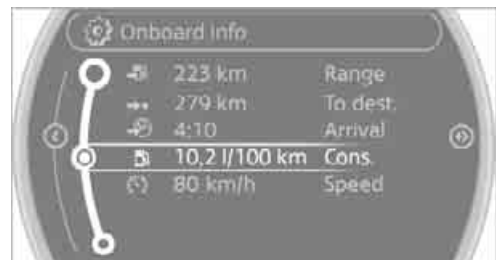 Onboard info
223 km Range
279 km To dest.
4:10 Arrival
10,2 l/100 km Cons.
80 km/h Speed